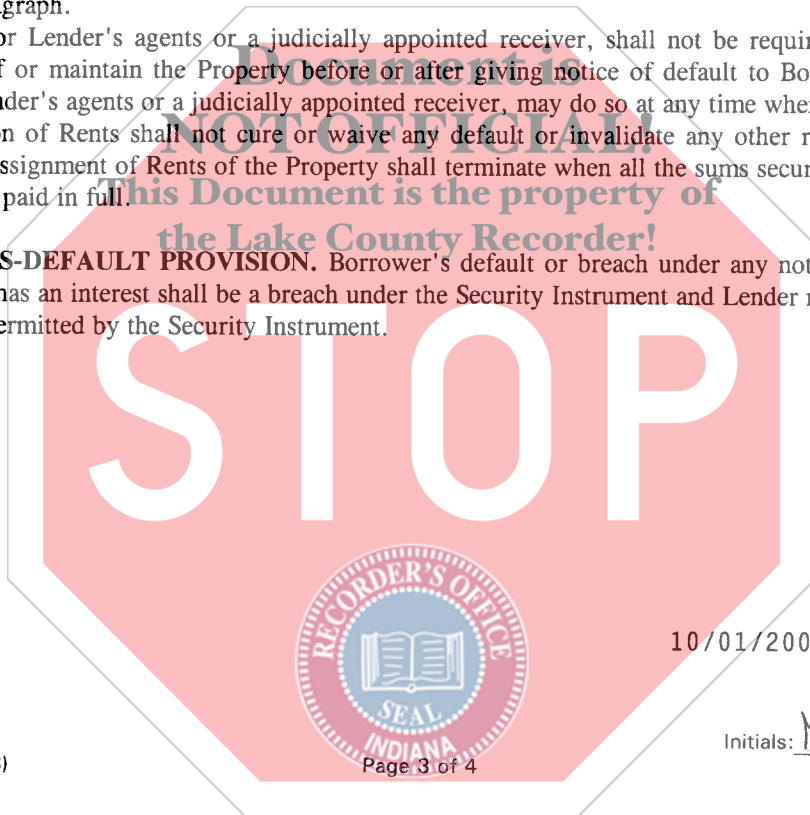 graph.
or Lender's agents or a judicially appointed receiver, shall not be requir
f or maintain the Property before or after giving notice of default to Bo
nder's agents or a judicially appointed receiver, may do so at any time whe
n of Rents shall not cure or waive any default or invalidate any other r
ssignment of Rents of the Property shall terminate when all the sums secur
paid in full.
Document is
NOT OFFICIAL!
This Document is the property of
the Lake County Recorder!
S-DEFAULT PROVISION. Borrower's default or breach under any not
has an interest shall be a breach under the Security Instrument and Lender
ermitted by the Security Instrument.
STOP
RECORDER'S OFFICE
SEAL
INDIANA
10/01/200
Initials:
Page 3 of 4